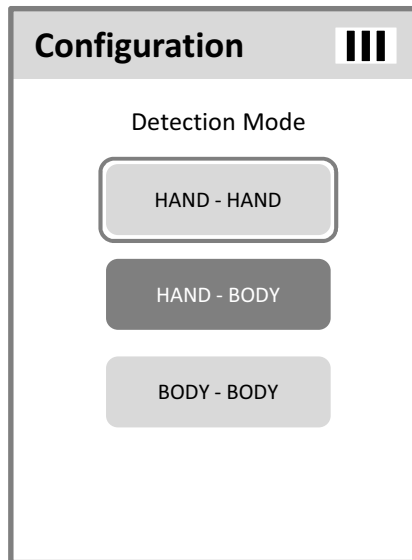 Configuration
Detection Mode
HAND - HAND
HAND - BODY
BODY - BODY